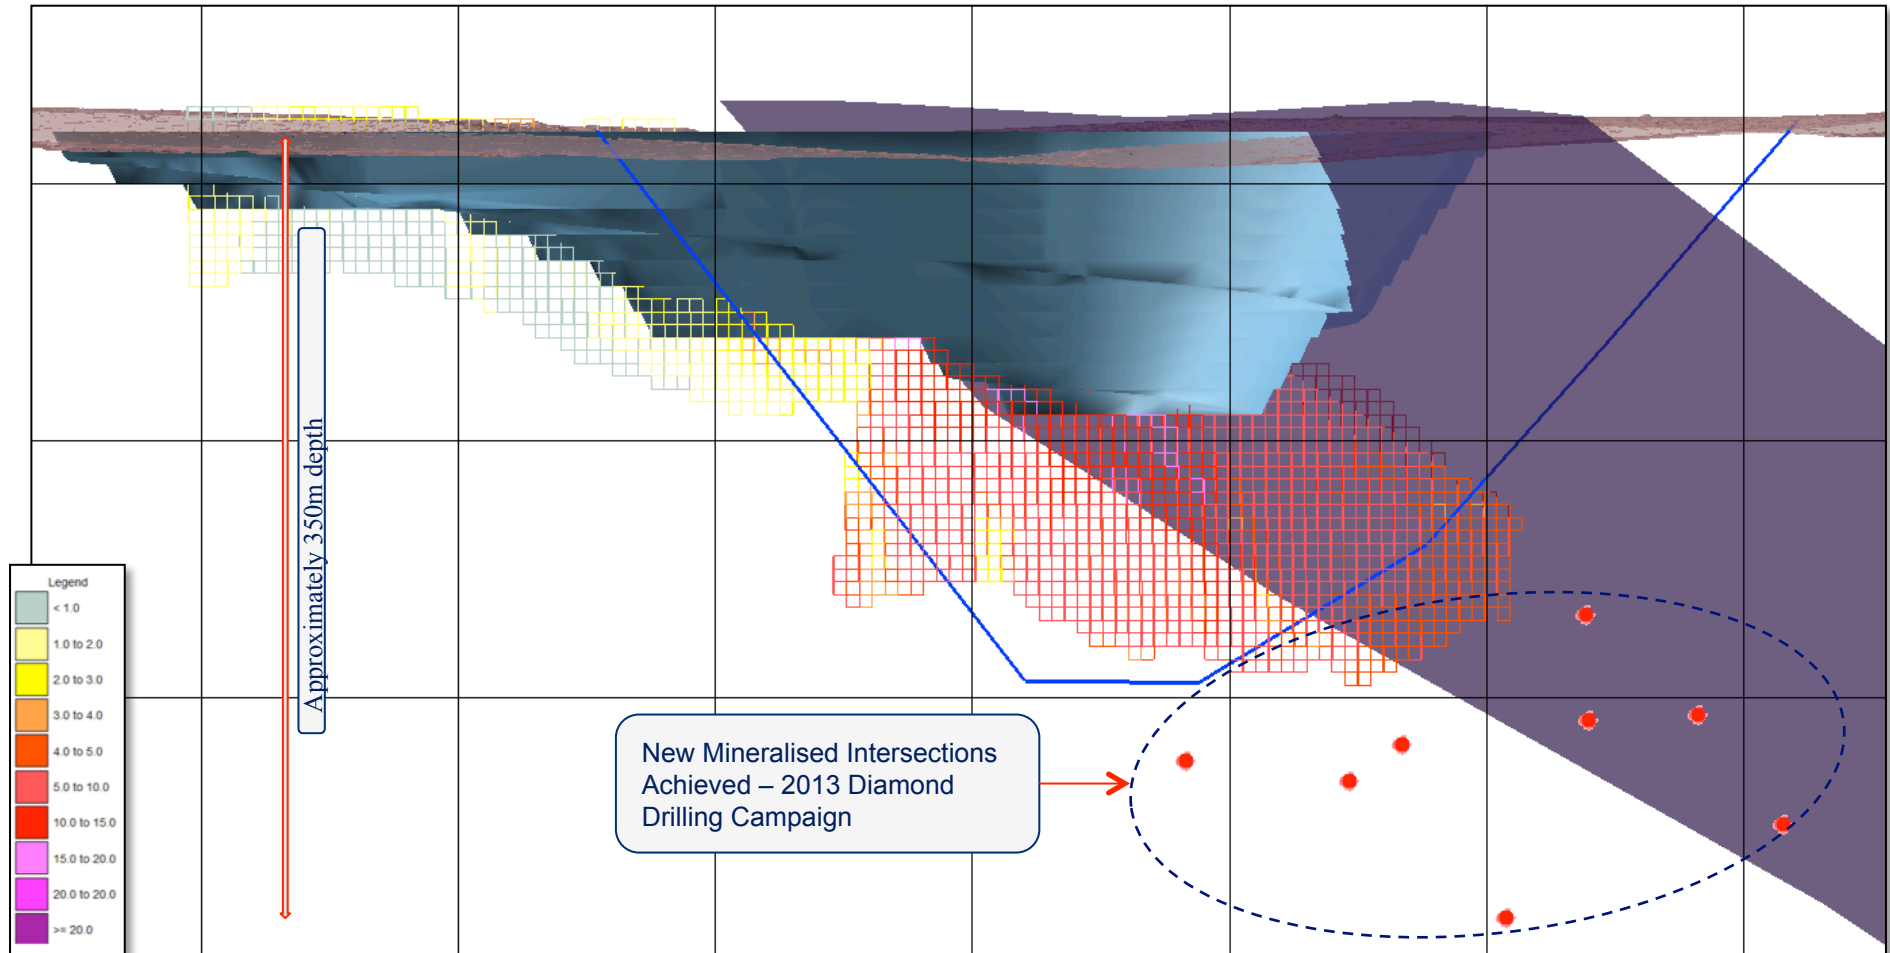 Approximately 350m depth
Legend
< 1.0
1.0 to 2.0
2.0 to 3.0
3.0 to 4.0
4.0 to 5.0
5.0 to 10.0
10.0 to 15.0
15.0 to 20.0
20.0 to 20.0
>= 20.0
New Mineralised Intersections
Achieved – 2013 Diamond
Drilling Campaign